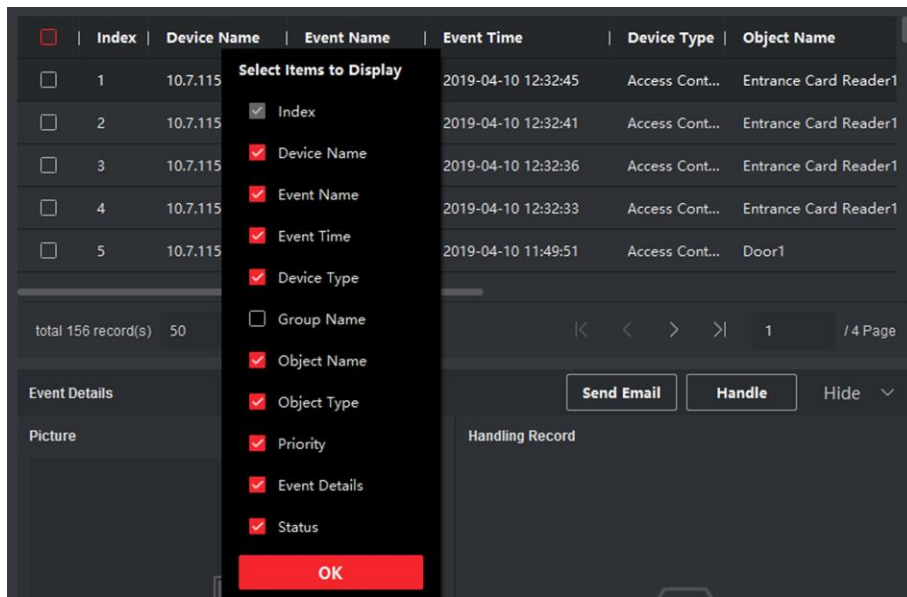 Index | Device Name | Event Name | Event Time | Device Type | Object Name
1 10.7.115 2019-04-10 12:32:45 Access Cont... Entrance Card Reader1
2 10.7.115 2019-04-10 12:32:41 Access Cont... Entrance Card Reader1
3 10.7.115 2019-04-10 12:32:36 Access Cont... Entrance Card Reader1
4 10.7.115 2019-04-10 12:32:33 Access Cont... Entrance Card Reader1
5 10.7.115 2019-04-10 11:49:51 Access Cont... Door1
Select Items to Display
Index
Device Name
Event Name
Event Time
Device Type
Group Name
Object Name
Object Type
Priority
Event Details
Status
OK
total 156 record(s) 50 1 / 4 Page
Event Details Send Email Handle Hide
Picture Handling Record